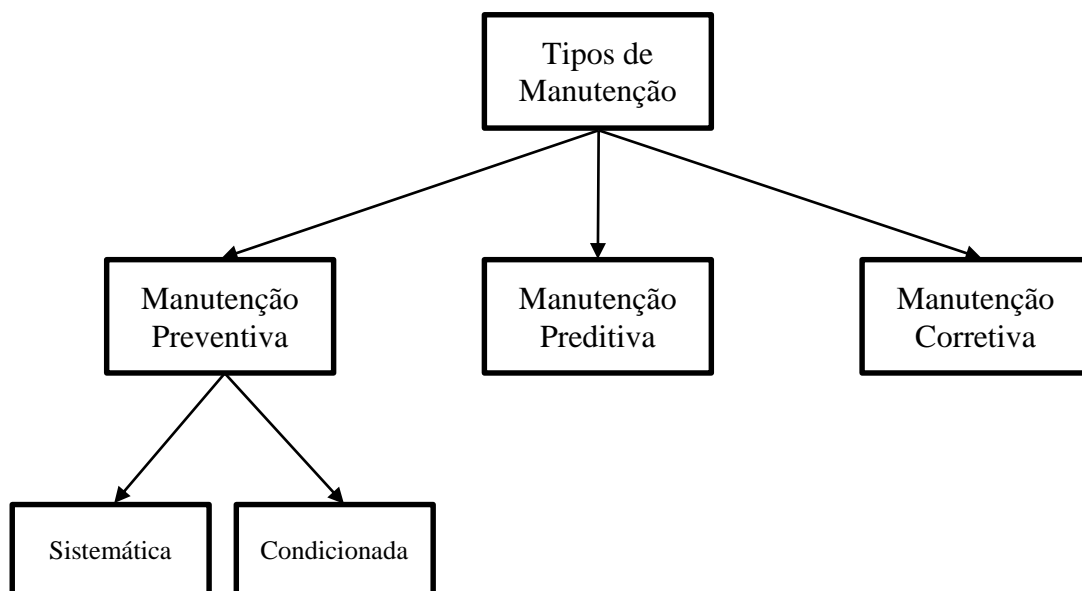 Tipos de
Manutenção
Manutenção
Preventiva
Manutenção
Preditiva
Manutenção
Corretiva
Sistemática
Condicionada